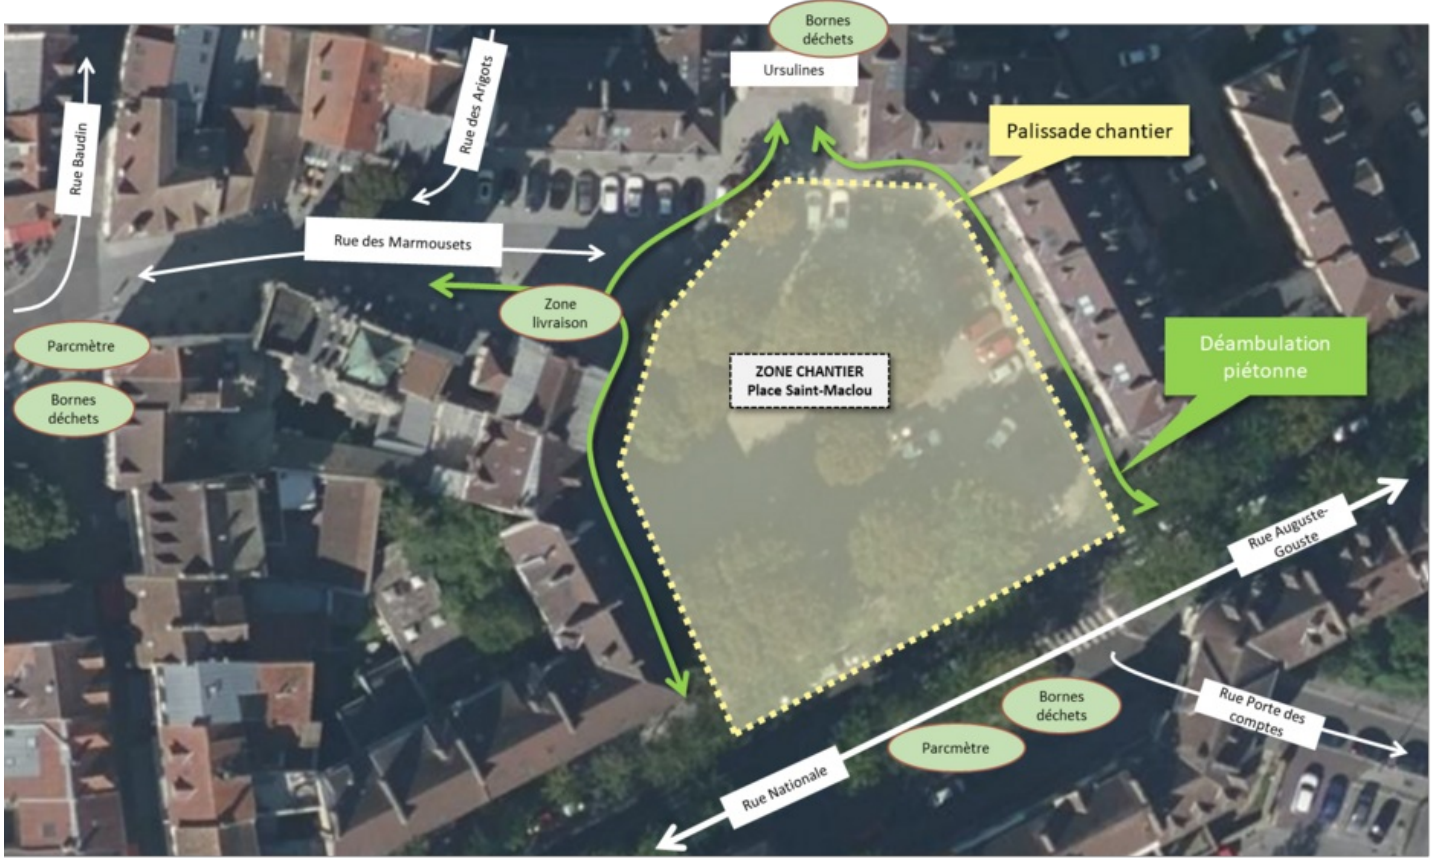 Bornes
déchets
Ursulines
Palissade chantier
Rue des Arigots
Rue Baudin
Rue des Marmousets
Zone
livraison
Parcmètre
Bornes
déchets
ZONE CHANTIER
Place Saint-Maclou
Déambulation
piétonne
Rue Auguste-
Gouste
Bornes
déchets
Rue Porte des
comptes
Parcmètre
Rue Nationale